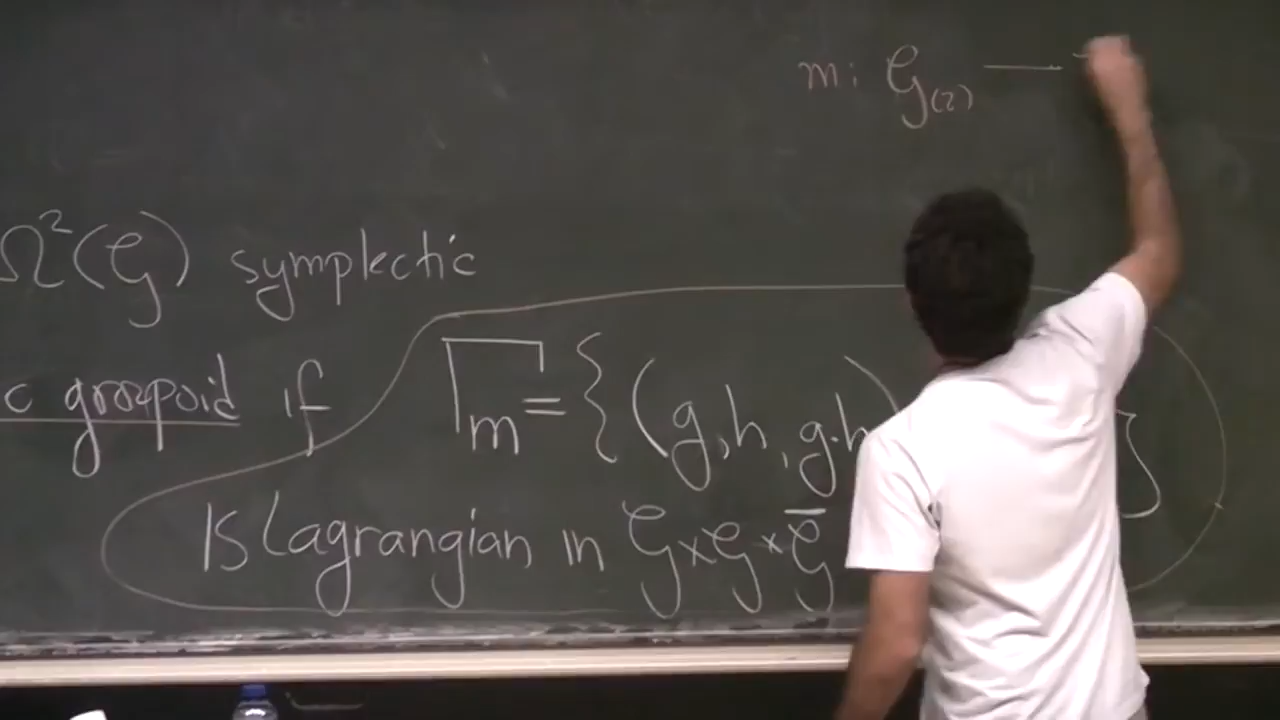 m: 𝒢₍₂₎ —
Ω²(𝒢) symplectic
c groupoid if Γₘ = { (g, h, g·h) }
is Lagrangian in 𝒢 × 𝒢 × 𝒢̅